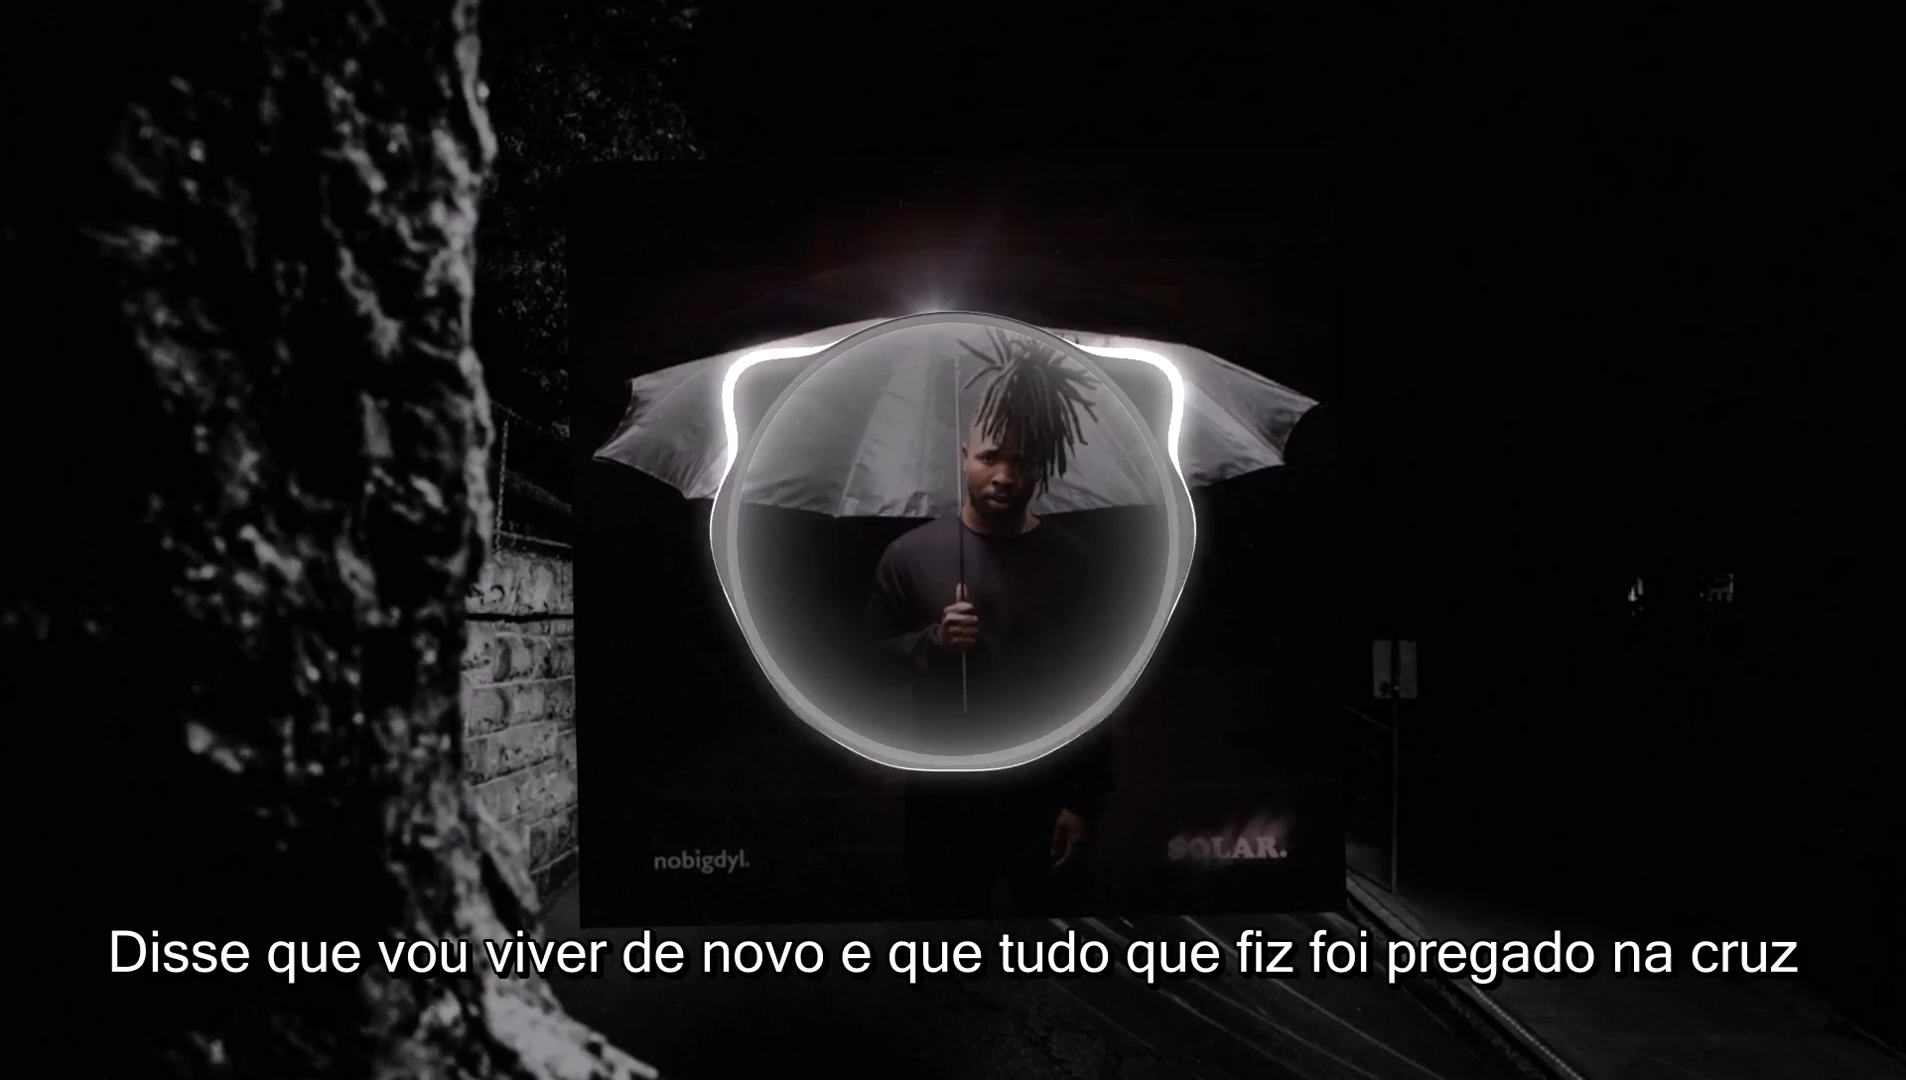 nobigdyl.
SOLAR.
Disse que vou viver de novo e que tudo que fiz foi pregado na cruz